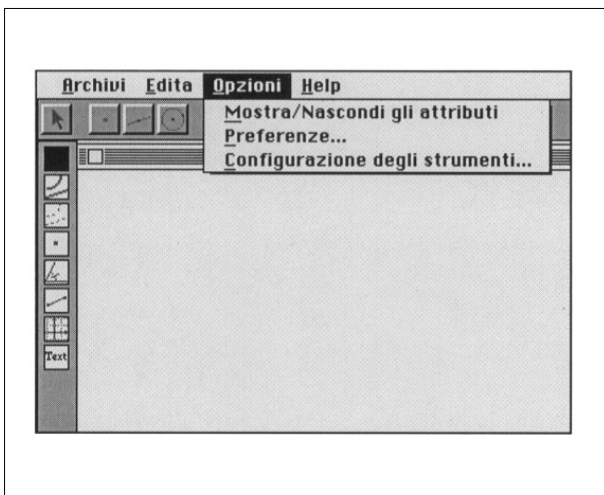 Archivi Edita Opzioni Help
Mostra/Nascondi gli attributi
Preferenze...
Configurazione degli strumenti...
Text